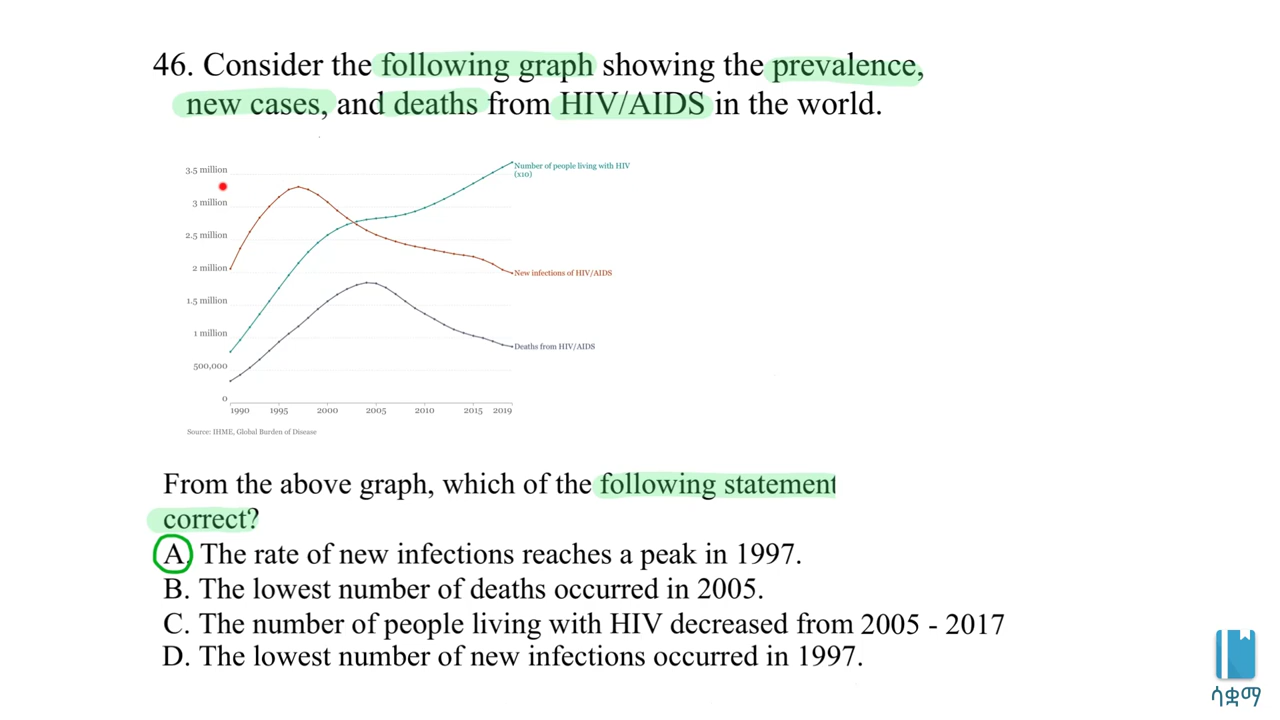 46. Consider the following graph showing the prevalence,
new cases, and deaths from HIV/AIDS in the world.
Number of people living with HIV
(x10)
3.5 million
3 million
2.5 million
2 million
New infections of HIV/AIDS
1.5 million
1 million
Deaths from HIV/AIDS
500,000
0
1990 1995 2000 2005 2010 2015 2019
Source: IHME, Global Burden of Disease
From the above graph, which of the following statement
correct?
A. The rate of new infections reaches a peak in 1997.
B. The lowest number of deaths occurred in 2005.
C. The number of people living with HIV decreased from 2005 - 2017
D. The lowest number of new infections occurred in 1997.
ሳቋማ